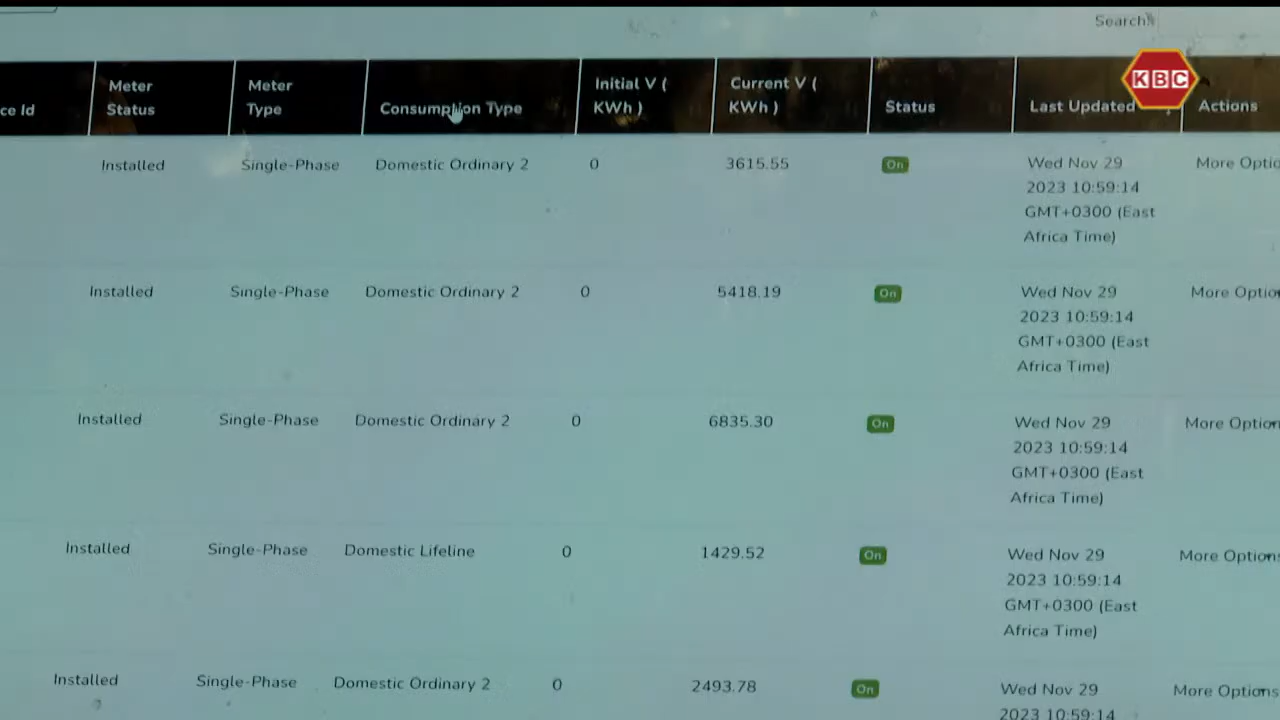 Search
KBC
ce Id
Meter Status
Meter Type
Consumption Type
Initial V ( KWh )
Current V ( KWh )
Status
Last Updated
Actions
Installed Single-Phase Domestic Ordinary 2 0 3615.55 On Wed Nov 29 More Optio
2023 10:59:14
GMT+0300 (East
Africa Time)
Installed Single-Phase Domestic Ordinary 2 0 5418.19 On Wed Nov 29 More Optio
2023 10:59:14
GMT+0300 (East
Africa Time)
Installed Single-Phase Domestic Ordinary 2 0 6835.30 On Wed Nov 29 More Option
2023 10:59:14
GMT+0300 (East
Africa Time)
Installed Single-Phase Domestic Lifeline 0 1429.52 On Wed Nov 29 More Options
2023 10:59:14
GMT+0300 (East
Africa Time)
Installed Single-Phase Domestic Ordinary 2 0 2493.78 On Wed Nov 29 More Options
2023 10:59:14